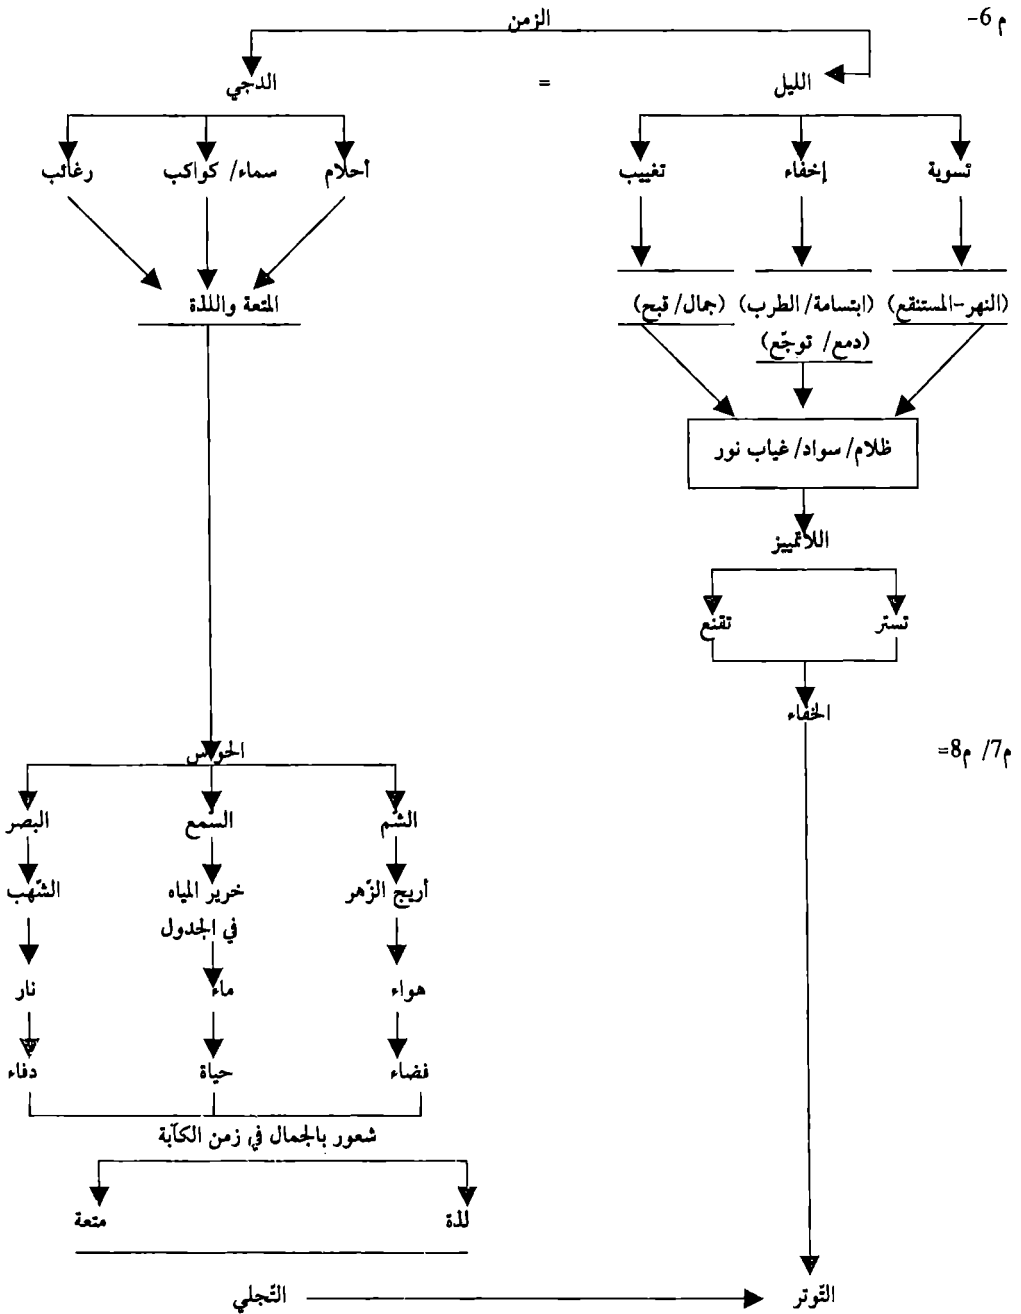 م 6-
الزمن
الليل = الدجي
تسوية إخفاء تغييب
أحلام سماء/ كواكب رغائب
(النهر-المستنقع) (ابتسامة/ الطرب) (جمال/ قبح)
المتعة واللذة
(دمع/ توجّع)
ظلام/ سواد/ غياب نور
اللاتمييز
تستر تقنع
الخفاء
م7/ م8=
الحواس
الشّم السّمع البصر
أريج الزّهر خرير المياه الشّهب
في الجدول
هواء ماء نار
فضاء حياة دفاء
شعور بالجمال في زمن الكآبة
لذة متعة
التّوتر التّجلي